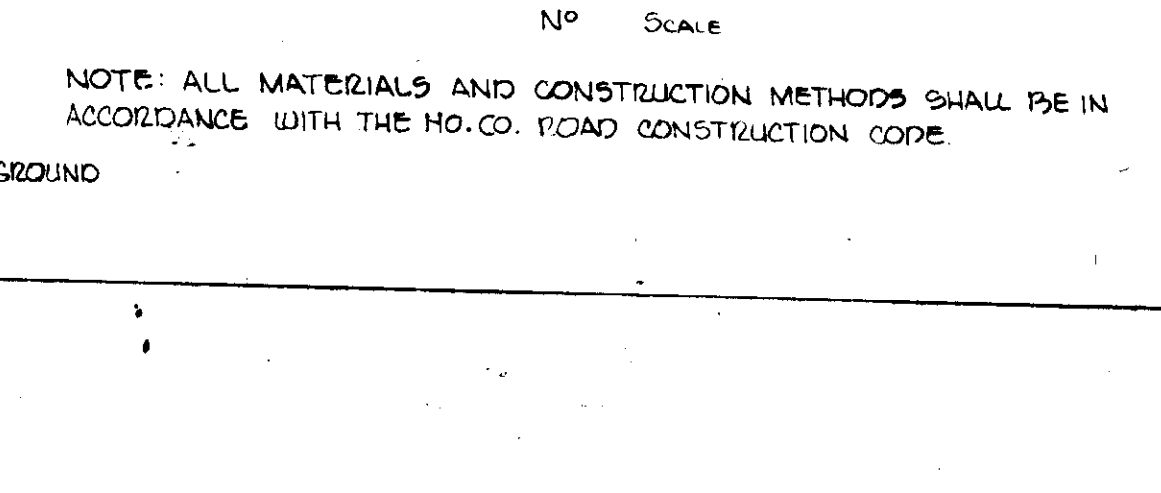 Nº SCALE
NOTE: ALL MATERIALS AND CONSTRUCTION METHODS SHALL BE IN
ACCORDANCE WITH THE HO.CO. ROAD CONSTRUCTION CODE.
GROUND